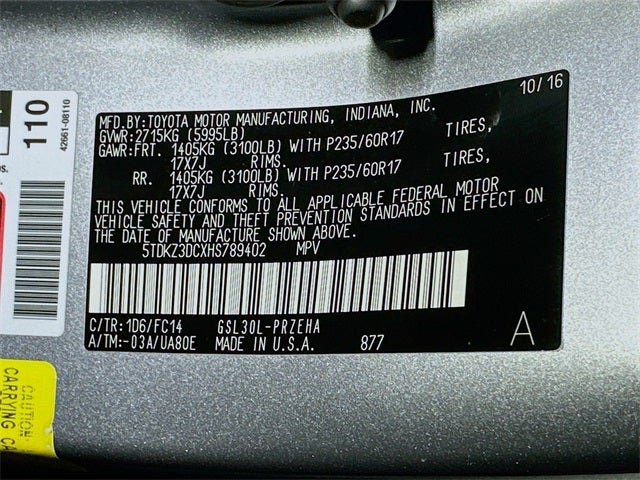 10/16
MFD.BY:TOYOTA MOTOR MANUFACTURING, INDIANA, INC.
GVWR:2715KG (5995LB)
GAWR:FRT. 1405KG (3100LB) WITH P235/60R17 TIRES,
17X7J RIMS.
RR. 1405KG (3100LB) WITH P235/60R17 TIRES,
17X7J RIMS.
THIS VEHICLE CONFORMS TO ALL APPLICABLE FEDERAL MOTOR
VEHICLE SAFETY AND THEFT PREVENTION STANDARDS IN EFFECT ON
THE DATE OF MANUFACTURE SHOWN ABOVE.
5TDKZ3DCXHS789402 MPV
C/TR:1D6/FC14 GSL30L-PRZEHA
A/TM:-03A/UA80E MADE IN U.S.A. 877
A
110
42661-08110
CAUTION
CARRYING